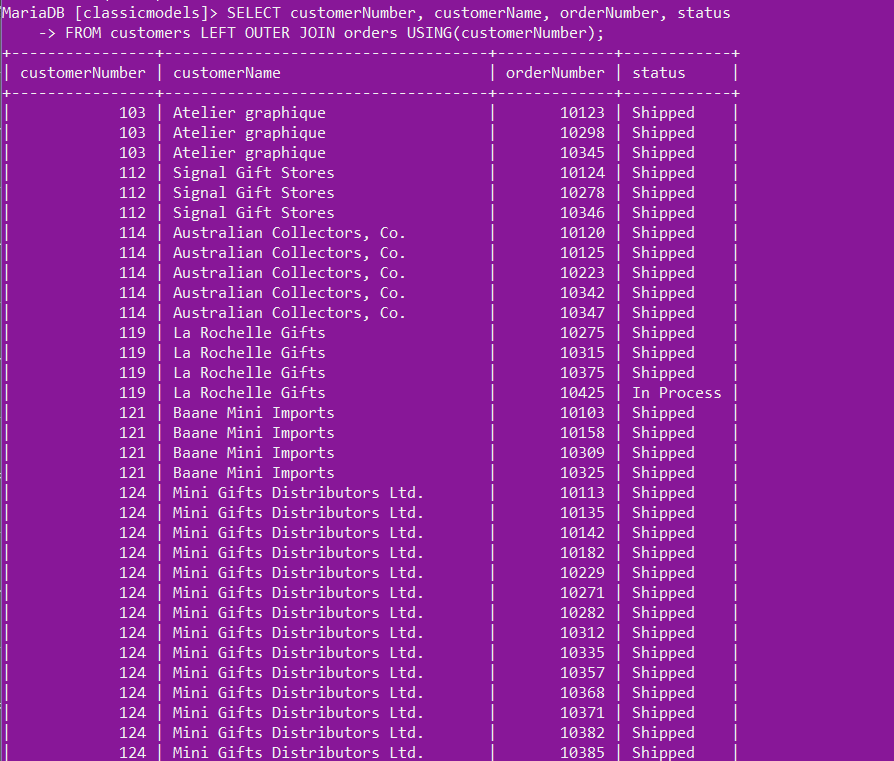 MariaDB [classicmodels]> SELECT customerNumber, customerName, orderNumber, status
    -> FROM customers LEFT OUTER JOIN orders USING(customerNumber);
+----------------+------------------------------------+-------------+------------+
| customerNumber | customerName                       | orderNumber | status     |
+----------------+------------------------------------+-------------+------------+
|            103 | Atelier graphique                  |       10123 | Shipped    |
|            103 | Atelier graphique                  |       10298 | Shipped    |
|            103 | Atelier graphique                  |       10345 | Shipped    |
|            112 | Signal Gift Stores                 |       10124 | Shipped    |
|            112 | Signal Gift Stores                 |       10278 | Shipped    |
|            112 | Signal Gift Stores                 |       10346 | Shipped    |
|            114 | Australian Collectors, Co.         |       10120 | Shipped    |
|            114 | Australian Collectors, Co.         |       10125 | Shipped    |
|            114 | Australian Collectors, Co.         |       10223 | Shipped    |
|            114 | Australian Collectors, Co.         |       10342 | Shipped    |
|            114 | Australian Collectors, Co.         |       10347 | Shipped    |
|            119 | La Rochelle Gifts                  |       10275 | Shipped    |
|            119 | La Rochelle Gifts                  |       10315 | Shipped    |
|            119 | La Rochelle Gifts                  |       10375 | Shipped    |
|            119 | La Rochelle Gifts                  |       10425 | In Process |
|            121 | Baane Mini Imports                 |       10103 | Shipped    |
|            121 | Baane Mini Imports                 |       10158 | Shipped    |
|            121 | Baane Mini Imports                 |       10309 | Shipped    |
|            121 | Baane Mini Imports                 |       10325 | Shipped    |
|            124 | Mini Gifts Distributors Ltd.       |       10113 | Shipped    |
|            124 | Mini Gifts Distributors Ltd.       |       10135 | Shipped    |
|            124 | Mini Gifts Distributors Ltd.       |       10142 | Shipped    |
|            124 | Mini Gifts Distributors Ltd.       |       10182 | Shipped    |
|            124 | Mini Gifts Distributors Ltd.       |       10229 | Shipped    |
|            124 | Mini Gifts Distributors Ltd.       |       10271 | Shipped    |
|            124 | Mini Gifts Distributors Ltd.       |       10282 | Shipped    |
|            124 | Mini Gifts Distributors Ltd.       |       10312 | Shipped    |
|            124 | Mini Gifts Distributors Ltd.       |       10335 | Shipped    |
|            124 | Mini Gifts Distributors Ltd.       |       10357 | Shipped    |
|            124 | Mini Gifts Distributors Ltd.       |       10368 | Shipped    |
|            124 | Mini Gifts Distributors Ltd.       |       10371 | Shipped    |
|            124 | Mini Gifts Distributors Ltd.       |       10382 | Shipped    |
|            124 | Mini Gifts Distributors Ltd.       |       10385 | Shipped    |